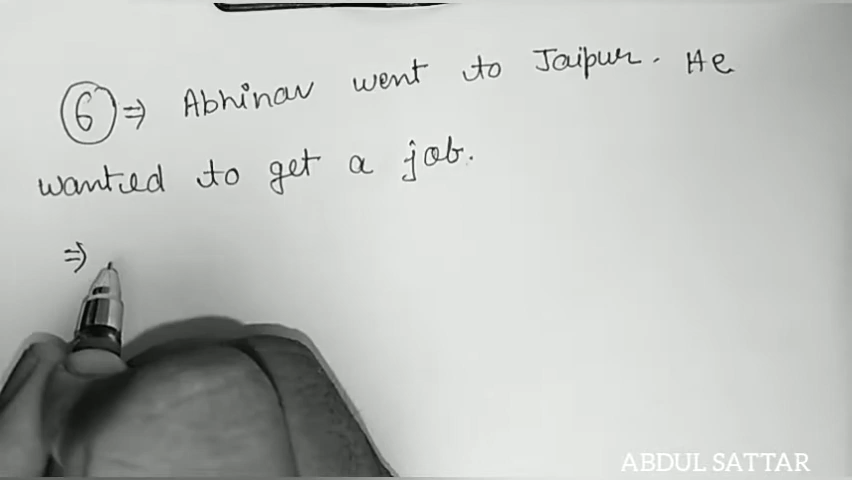 6 ⇒ Abhinav went to Jaipur. He
wanted to get a job.
⇒
ABDUL SATTAR